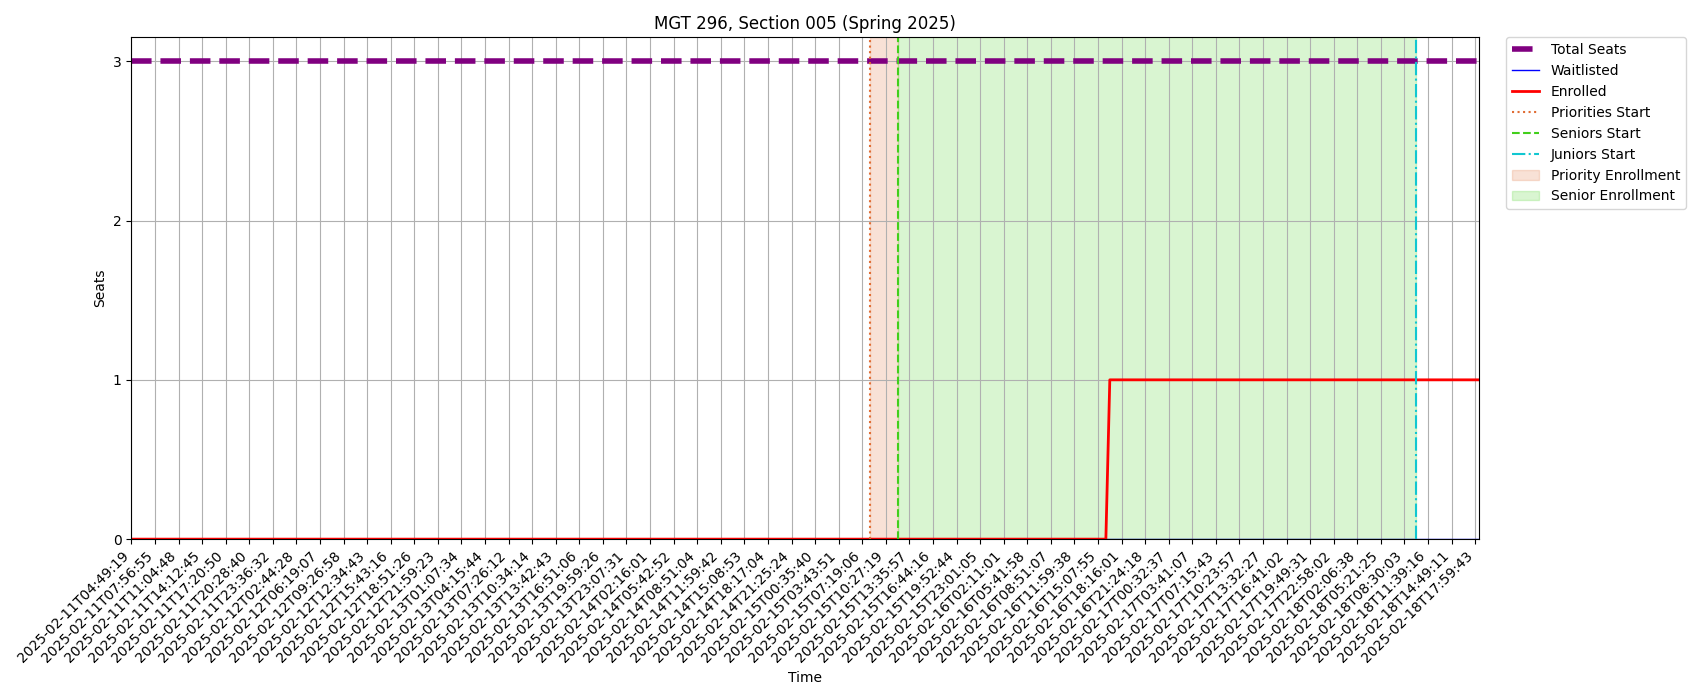 MGT 296, Section 005 (Spring 2025)
Total Seats
Waitlisted
Enrolled
Priorities Start
Seniors Start
Juniors Start
Priority Enrollment
Senior Enrollment
Seats
3
2
1
0
2025-02-11T04:49:19
2025-02-11T07:56:55
2025-02-11T11:04:48
2025-02-11T14:12:45
2025-02-11T17:20:50
2025-02-11T20:28:40
2025-02-11T23:36:32
2025-02-12T02:44:28
2025-02-12T06:19:07
2025-02-12T09:26:58
2025-02-12T12:34:43
2025-02-12T15:43:16
2025-02-12T18:51:26
2025-02-12T21:59:23
2025-02-13T01:07:34
2025-02-13T04:15:44
2025-02-13T07:26:12
2025-02-13T10:34:14
2025-02-13T13:42:43
2025-02-13T16:51:06
2025-02-13T19:59:26
2025-02-13T23:07:31
2025-02-14T02:16:01
2025-02-14T05:42:52
2025-02-14T08:51:04
2025-02-14T11:59:42
2025-02-14T15:08:53
2025-02-14T18:17:04
2025-02-14T21:25:24
2025-02-15T00:35:40
2025-02-15T03:43:51
2025-02-15T07:19:06
2025-02-15T10:27:19
2025-02-15T13:35:57
2025-02-15T16:44:16
2025-02-15T19:52:44
2025-02-15T23:01:05
2025-02-16T02:11:01
2025-02-16T05:41:58
2025-02-16T08:51:07
2025-02-16T11:59:38
2025-02-16T15:07:55
2025-02-16T18:16:01
2025-02-16T21:24:18
2025-02-17T00:32:37
2025-02-17T03:41:07
2025-02-17T07:15:43
2025-02-17T10:23:57
2025-02-17T13:32:27
2025-02-17T16:41:02
2025-02-17T19:49:31
2025-02-17T22:58:02
2025-02-18T02:06:38
2025-02-18T05:21:25
2025-02-18T08:30:03
2025-02-18T11:39:16
2025-02-18T14:49:11
2025-02-18T17:59:43
Time